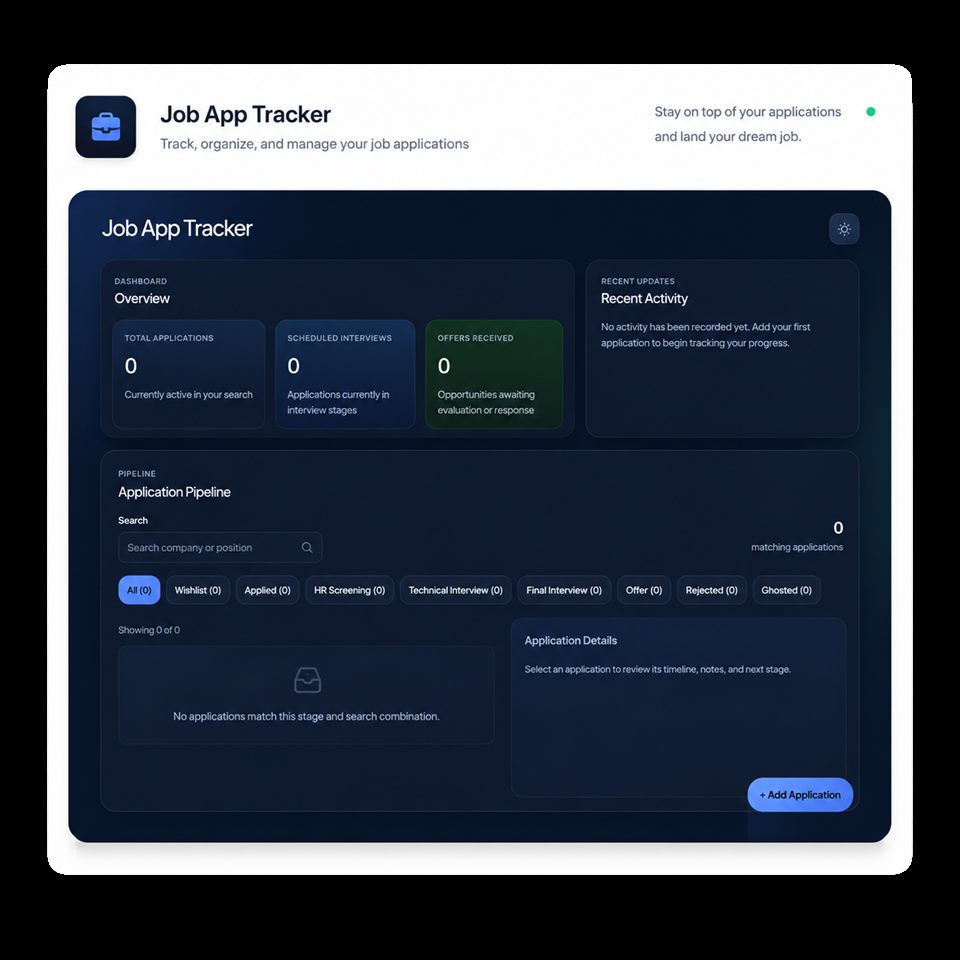 Job App Tracker
Track, organize, and manage your job applications
Stay on top of your applications
and land your dream job.
Job App Tracker
DASHBOARD
Overview
TOTAL APPLICATIONS
0
Currently active in your search
SCHEDULED INTERVIEWS
0
Applications currently in
interview stages
OFFERS RECEIVED
0
Opportunities awaiting
evaluation or response
RECENT UPDATES
Recent Activity
No activity has been recorded yet. Add your first
application to begin tracking your progress.
PIPELINE
Application Pipeline
Search
Search company or position
0
matching applications
All (0)
Wishlist (0)
Applied (0)
HR Screening (0)
Technical Interview (0)
Final Interview (0)
Offer (0)
Rejected (0)
Ghosted (0)
Showing 0 of 0
No applications match this stage and search combination.
Application Details
Select an application to review its timeline, notes, and next stage.
+ Add Application